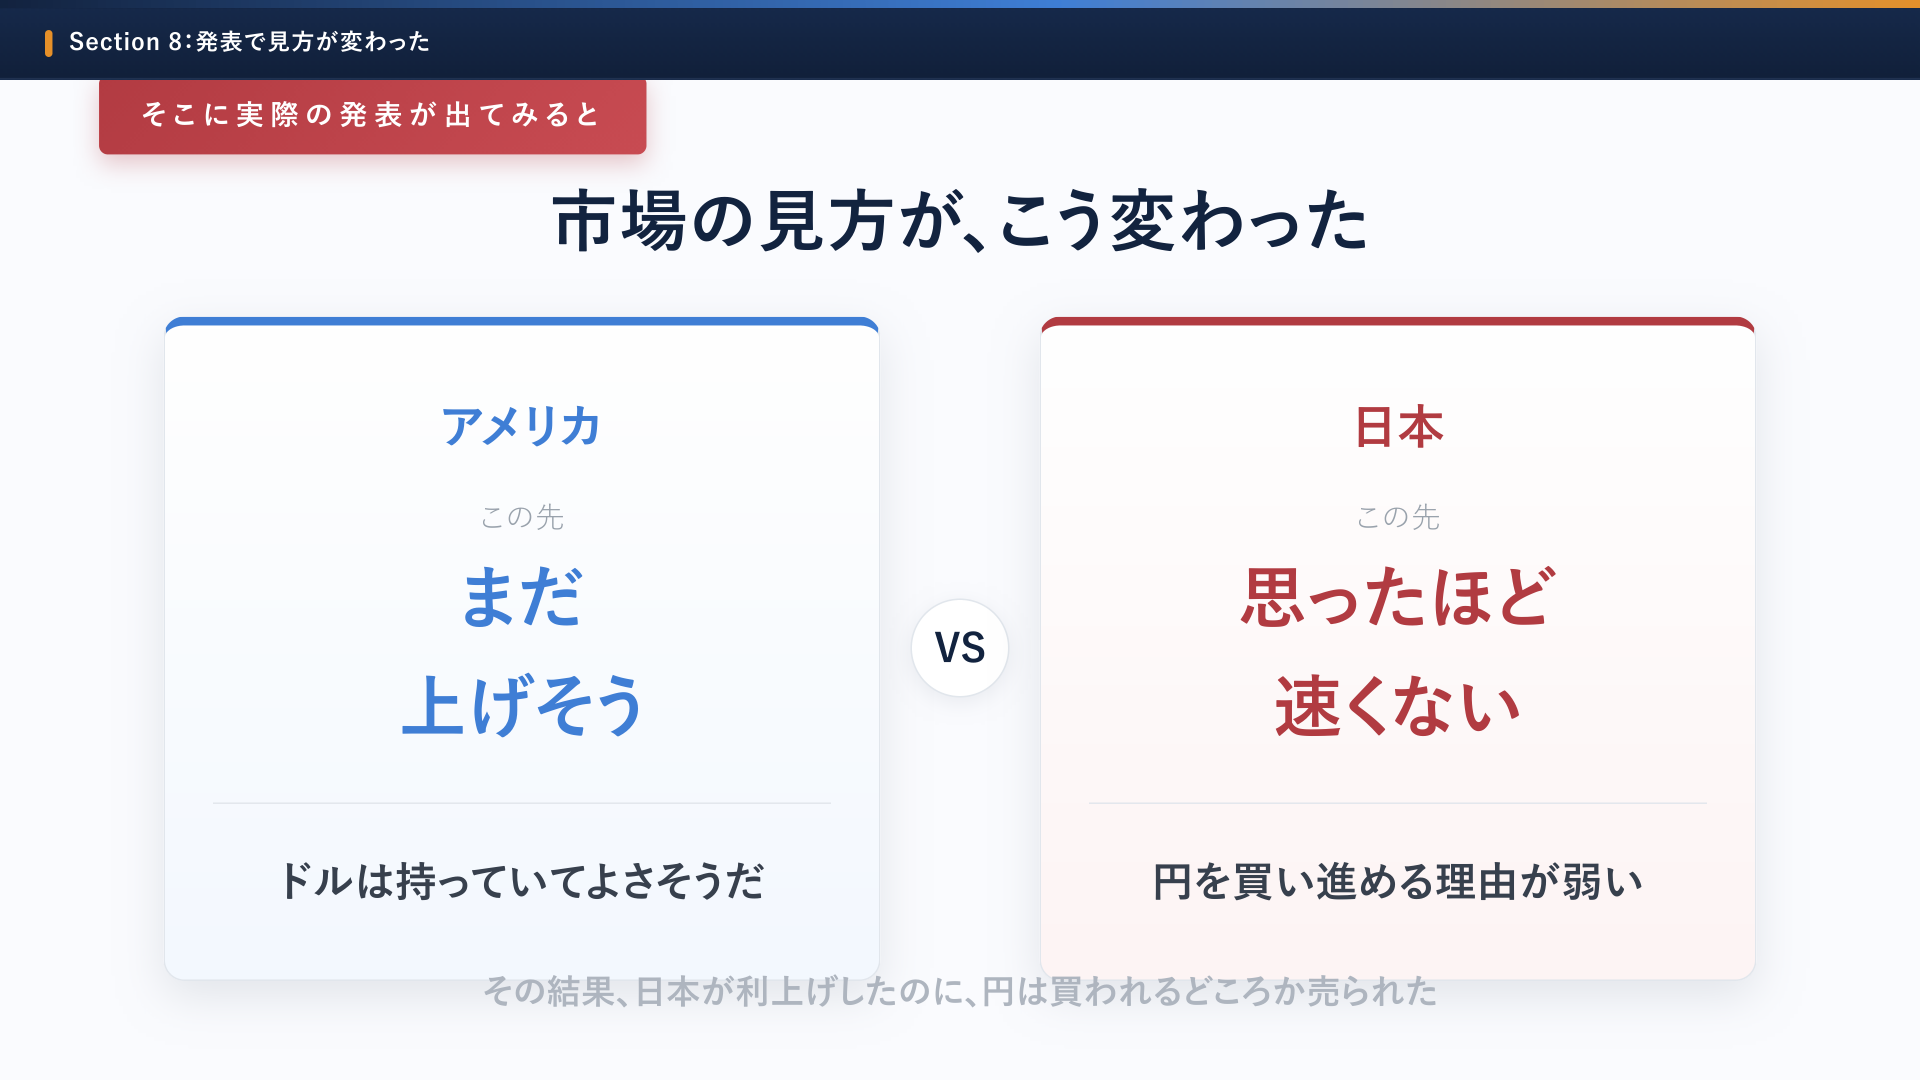 Section 8：発表で見方が変わった
そこに実際の発表が出てみると
市場の見方が、こう変わった
アメリカ
この先
まだ
上げそう
ドルは持っていてよさそうだ
VS
日本
この先
思ったほど
速くない
円を買い進める理由が弱い
その結果、日本が利上げしたのに、円は買われるどころか売られた